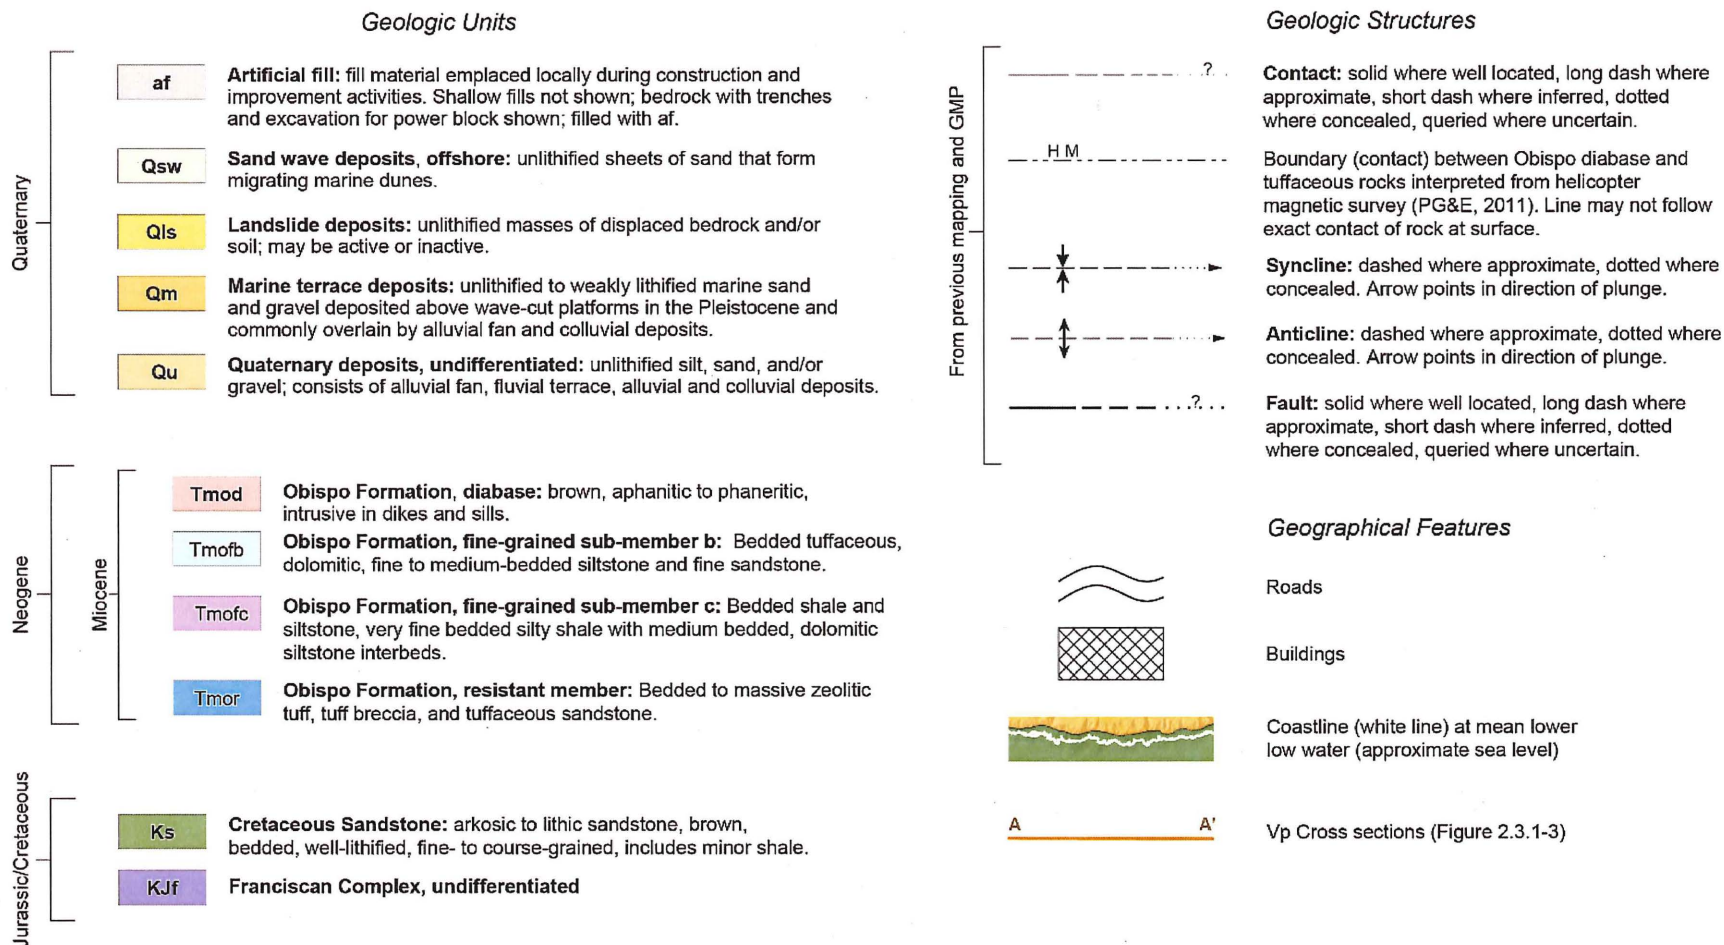 Geologic Units
Quaternary
af
Artificial fill: fill material emplaced locally during construction and
improvement activities. Shallow fills not shown; bedrock with trenches
and excavation for power block shown; filled with af.
Qsw
Sand wave deposits, offshore: unlithified sheets of sand that form
migrating marine dunes.
Qls
Landslide deposits: unlithified masses of displaced bedrock and/or
soil; may be active or inactive.
Qm
Marine terrace deposits: unlithified to weakly lithified marine sand
and gravel deposited above wave-cut platforms in the Pleistocene and
commonly overlain by alluvial fan and colluvial deposits.
Qu
Quaternary deposits, undifferentiated: unlithified silt, sand, and/or
gravel; consists of alluvial fan, fluvial terrace, alluvial and colluvial deposits.
Neogene
Miocene
Tmod
Obispo Formation, diabase: brown, aphanitic to phaneritic,
intrusive in dikes and sills.
Tmofb
Obispo Formation, fine-grained sub-member b: Bedded tuffaceous,
dolomitic, fine to medium-bedded siltstone and fine sandstone.
Tmofc
Obispo Formation, fine-grained sub-member c: Bedded shale and
siltstone, very fine bedded silty shale with medium bedded, dolomitic
siltstone interbeds.
Tmor
Obispo Formation, resistant member: Bedded to massive zeolitic
tuff, tuff breccia, and tuffaceous sandstone.
Jurassic/Cretaceous
Ks
Cretaceous Sandstone: arkosic to lithic sandstone, brown,
bedded, well-lithified, fine- to course-grained, includes minor shale.
KJf
Franciscan Complex, undifferentiated
Geologic Structures
From previous mapping and GMP
?
Contact: solid where well located, long dash where
approximate, short dash where inferred, dotted
where concealed, queried where uncertain.
H M
Boundary (contact) between Obispo diabase and
tuffaceous rocks interpreted from helicopter
magnetic survey (PG&E, 2011). Line may not follow
exact contact of rock at surface.
Syncline: dashed where approximate, dotted where
concealed. Arrow points in direction of plunge.
Anticline: dashed where approximate, dotted where
concealed. Arrow points in direction of plunge.
?
Fault: solid where well located, long dash where
approximate, short dash where inferred, dotted
where concealed, queried where uncertain.
Geographical Features
Roads
Buildings
Coastline (white line) at mean lower
low water (approximate sea level)
A A'
Vp Cross sections (Figure 2.3.1-3)